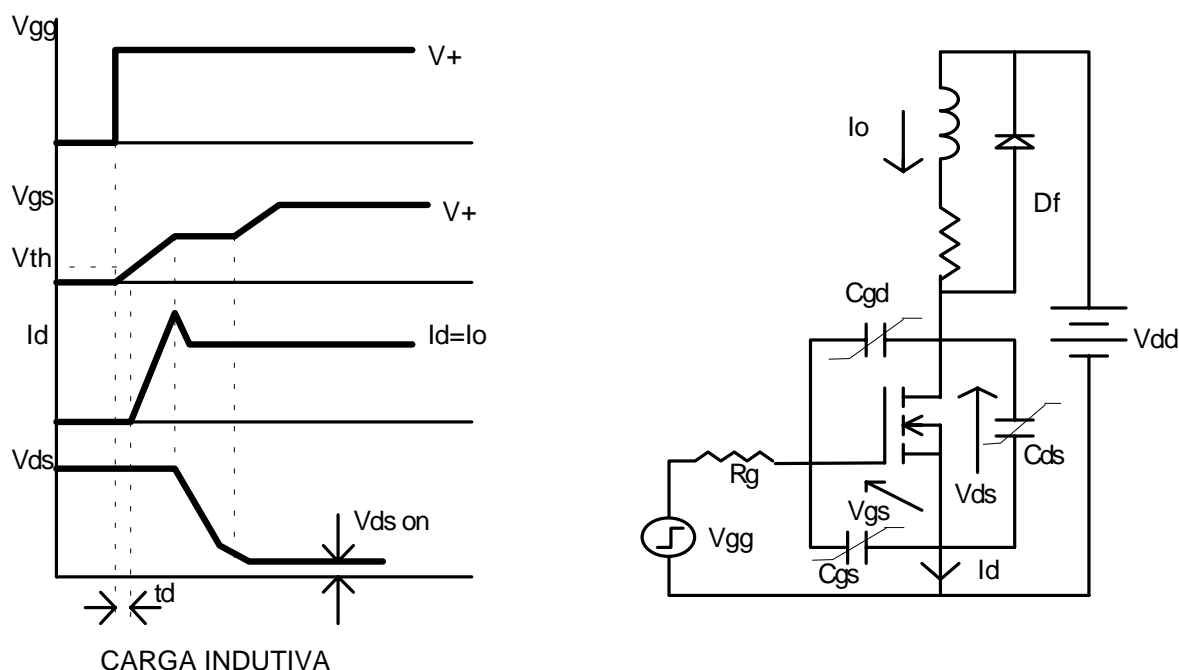 Vgg
V+
Vgs
V+
Vth
Id
Id=Io
Vds
Vds on
td
CARGA INDUTIVA
Io
Df
Cgd
Vdd
Rg
Vgs
Vds
Cds
Vgg
Cgs
Id